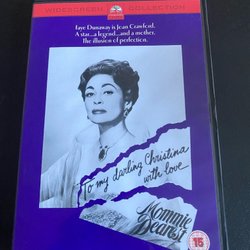 WIDESCREEN COLLECTION
Faye Dunaway is Joan Crawford.
A star...a legend...and a mother.
The illusion of perfection.
To my darling Christina
with love
Mommie
Dearest
15